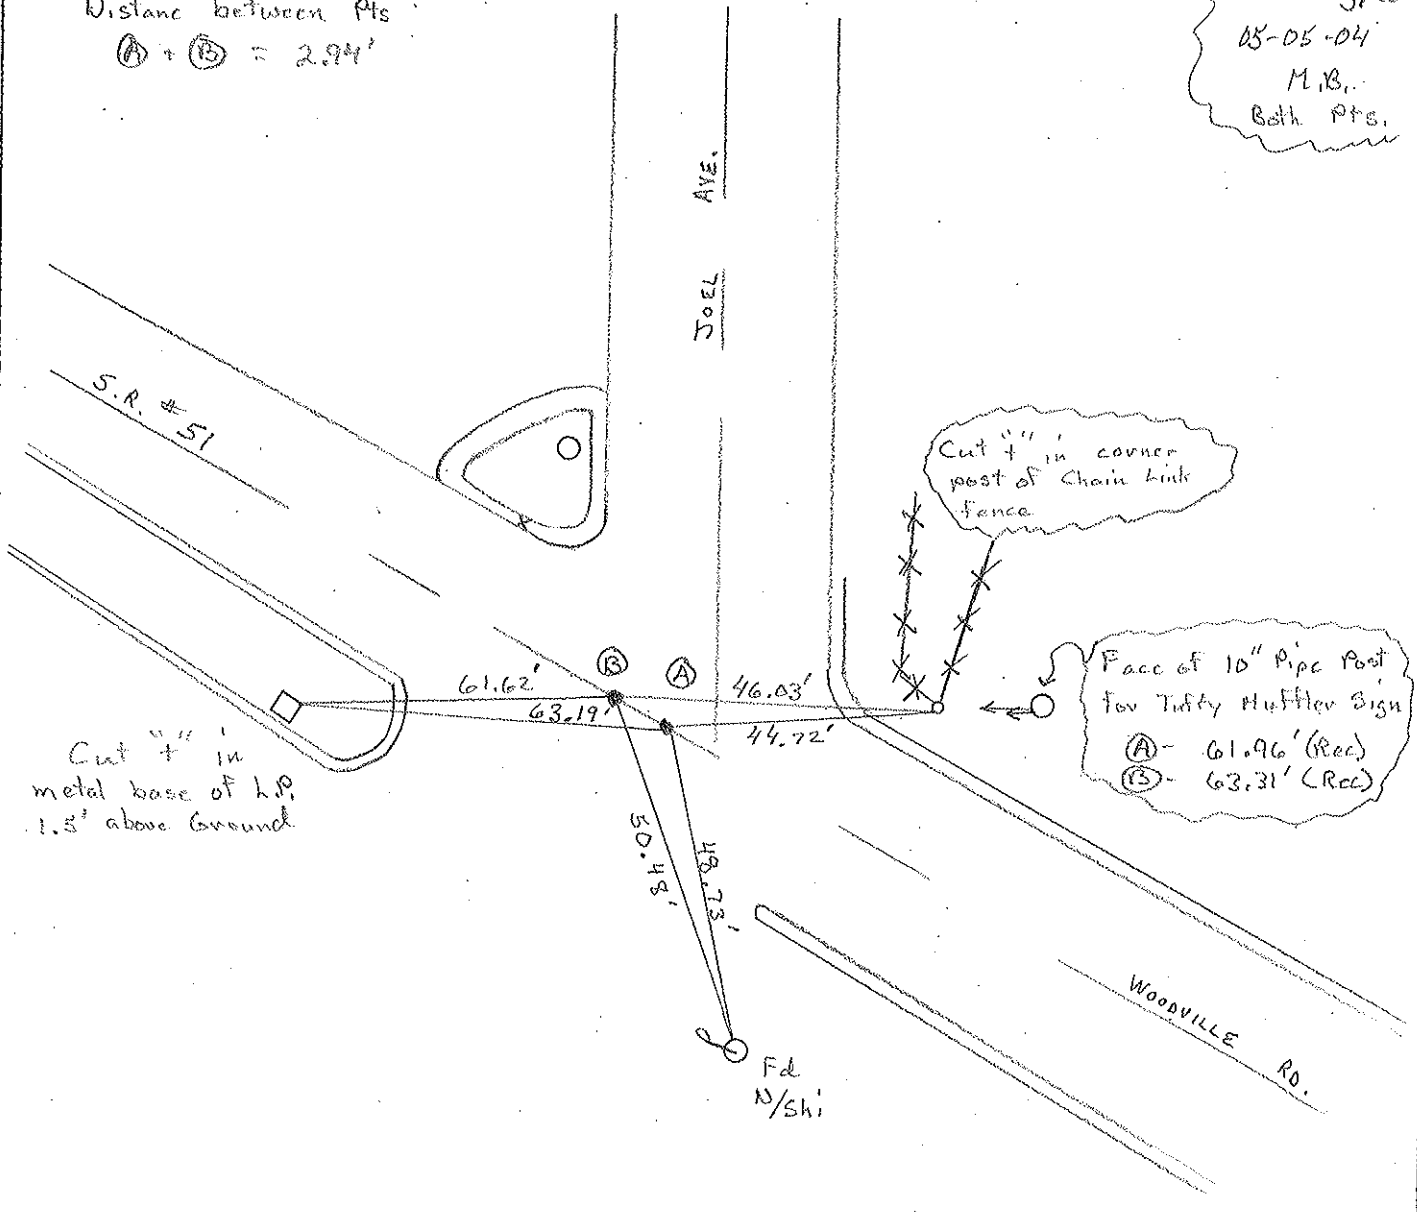 Distanc between Pts
Ⓐ + Ⓑ = 2.94'
05-05-04
M.B.
Both Pts.
JOEL AVE.
S.R. #51
Cut "+" in corner
post of Chain Link
fence
Ⓑ Ⓐ
61.62'
46.03'
63.19'
44.72'
Face of 10" Pipe Post
for Tuffy Muffler Sign
Ⓐ- 61.96' (Rec)
Ⓑ- 63.31' (Rec)
Cut "+" in
metal base of L.P.
1.5' above Ground
50.48'
48.73'
WOODVILLE RD.
Fd
N/Shi